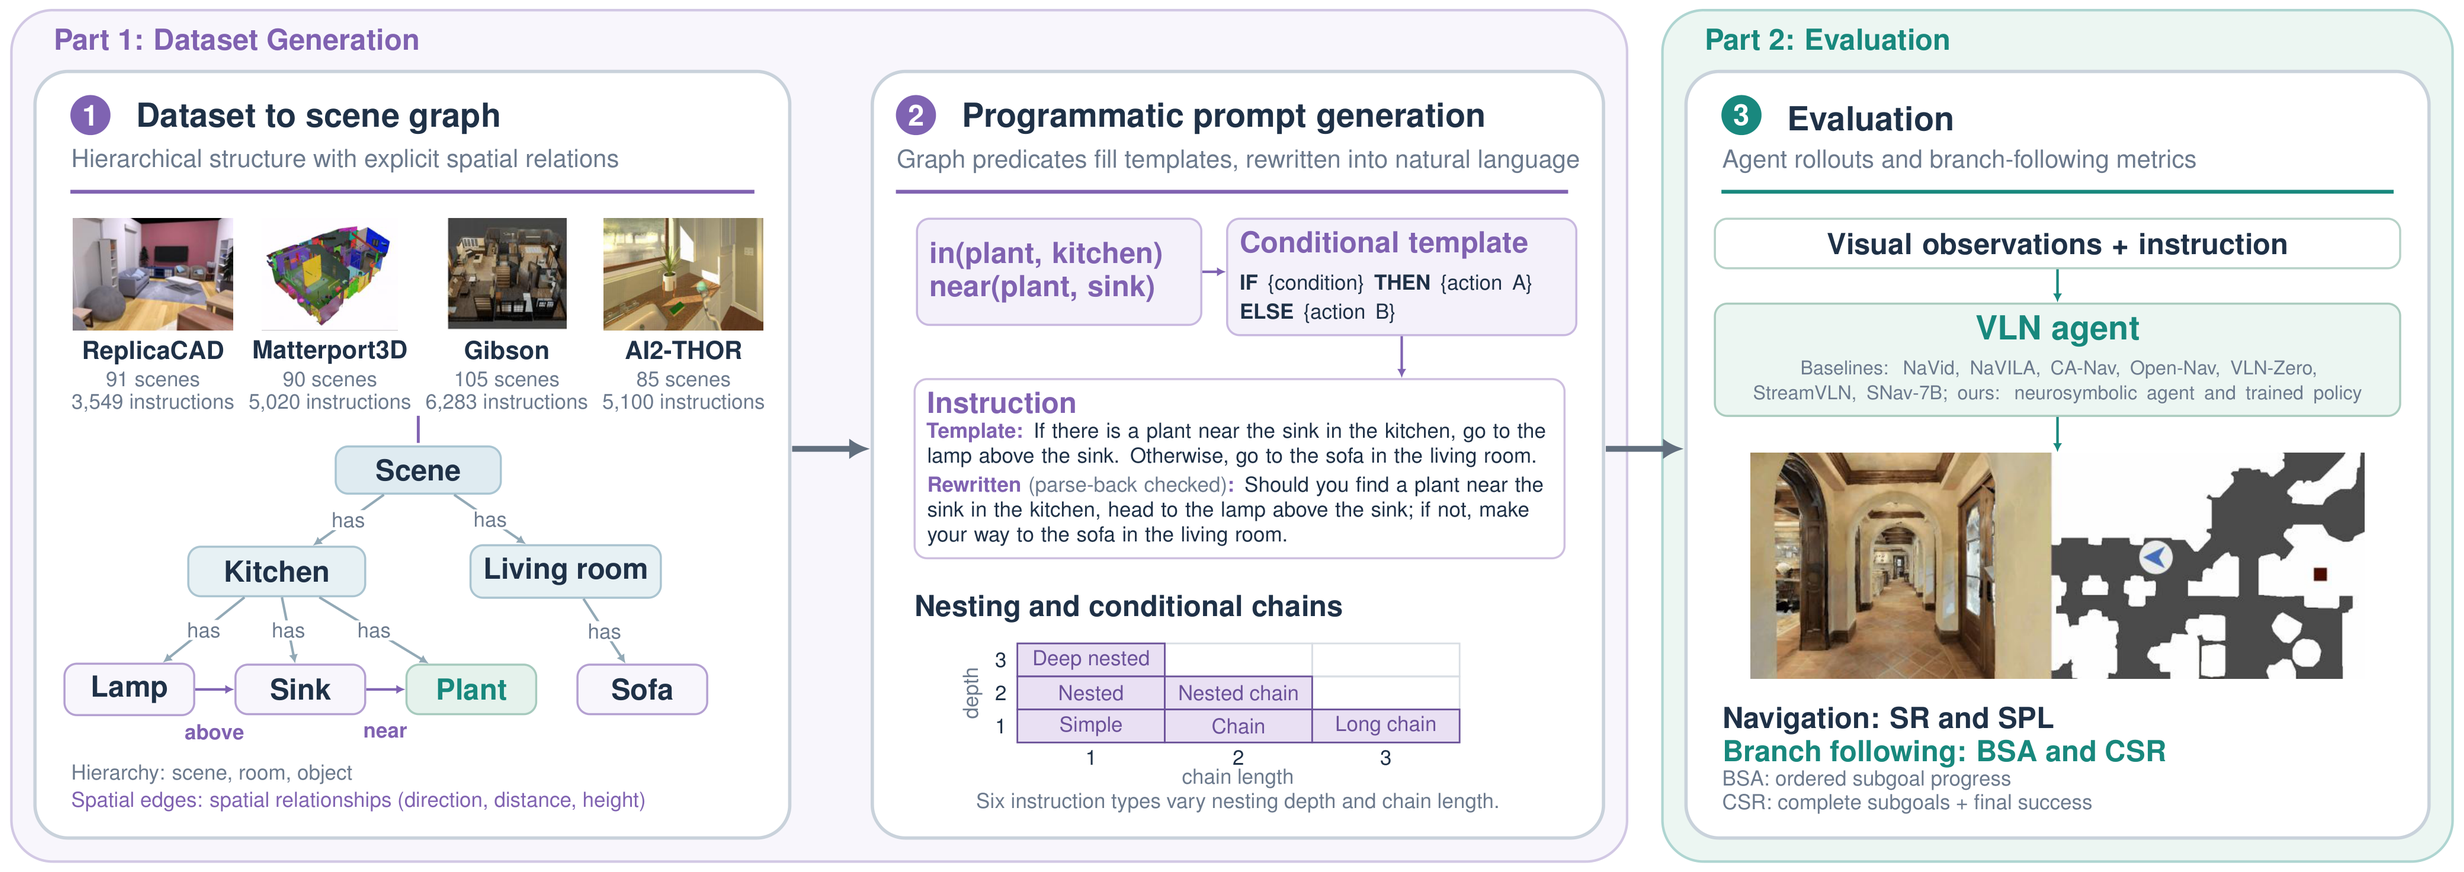 Part 1: Dataset Generation
1 Dataset to scene graph
Hierarchical structure with explicit spatial relations
ReplicaCAD
91 scenes
3,549 instructions
Matterport3D
90 scenes
5,020 instructions
Gibson
105 scenes
6,283 instructions
AI2-THOR
85 scenes
5,100 instructions
Scene
has
has
Kitchen
Living room
has
has
has
has
Lamp
Sink
Plant
Sofa
above
near
Hierarchy: scene, room, object
Spatial edges: spatial relationships (direction, distance, height)
2 Programmatic prompt generation
Graph predicates fill templates, rewritten into natural language
in(plant, kitchen)
near(plant, sink)
Conditional template
IF {condition} THEN {action A}
ELSE {action B}
Instruction
Template: If there is a plant near the sink in the kitchen, go to the
lamp above the sink. Otherwise, go to the sofa in the living room.
Rewritten (parse-back checked): Should you find a plant near the
sink in the kitchen, head to the lamp above the sink; if not, make
your way to the sofa in the living room.
Nesting and conditional chains
depth
3 Deep nested
2 Nested Nested chain
1 Simple Chain Long chain
1 2 3
chain length
Six instruction types vary nesting depth and chain length.
Part 2: Evaluation
3 Evaluation
Agent rollouts and branch-following metrics
Visual observations + instruction
VLN agent
Baselines: NaVid, NaVILA, CA-Nav, Open-Nav, VLN-Zero,
StreamVLN, SNav-7B; ours: neurosymbolic agent and trained policy
Navigation: SR and SPL
Branch following: BSA and CSR
BSA: ordered subgoal progress
CSR: complete subgoals + final success